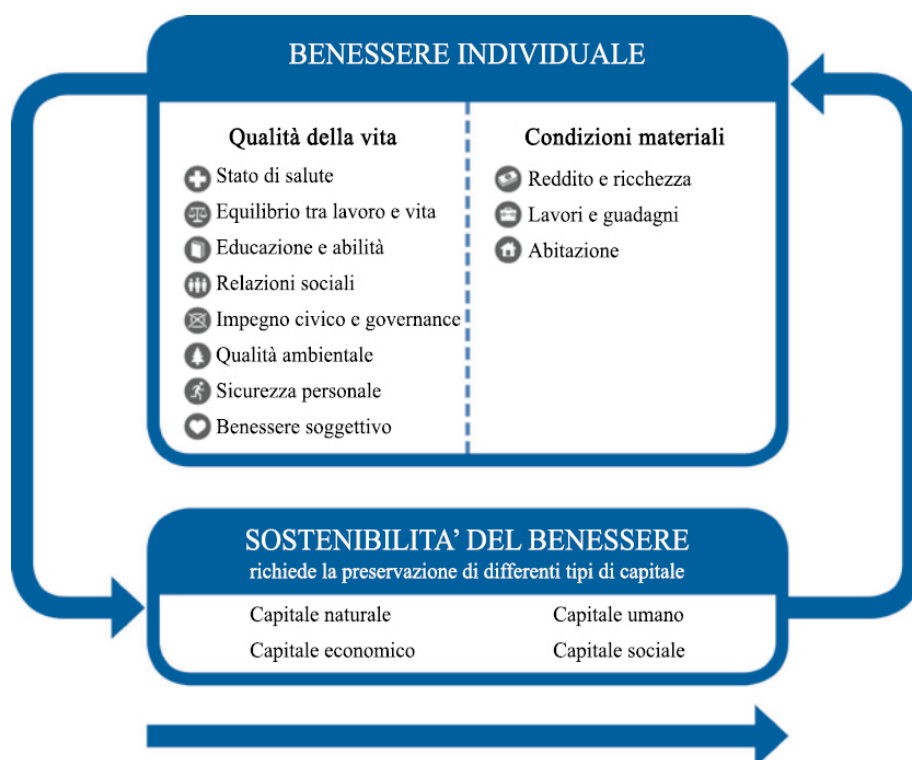 BENESSERE INDIVIDUALE
Qualità della vita
Stato di salute
Equilibrio tra lavoro e vita
Educazione e abilità
Relazioni sociali
Impegno civico e governance
Qualità ambientale
Sicurezza personale
Benessere soggettivo
Condizioni materiali
Reddito e ricchezza
Lavori e guadagni
Abitazione
SOSTENIBILITA’ DEL BENESSERE
richiede la preservazione di differenti tipi di capitale
Capitale naturale
Capitale umano
Capitale economico
Capitale sociale